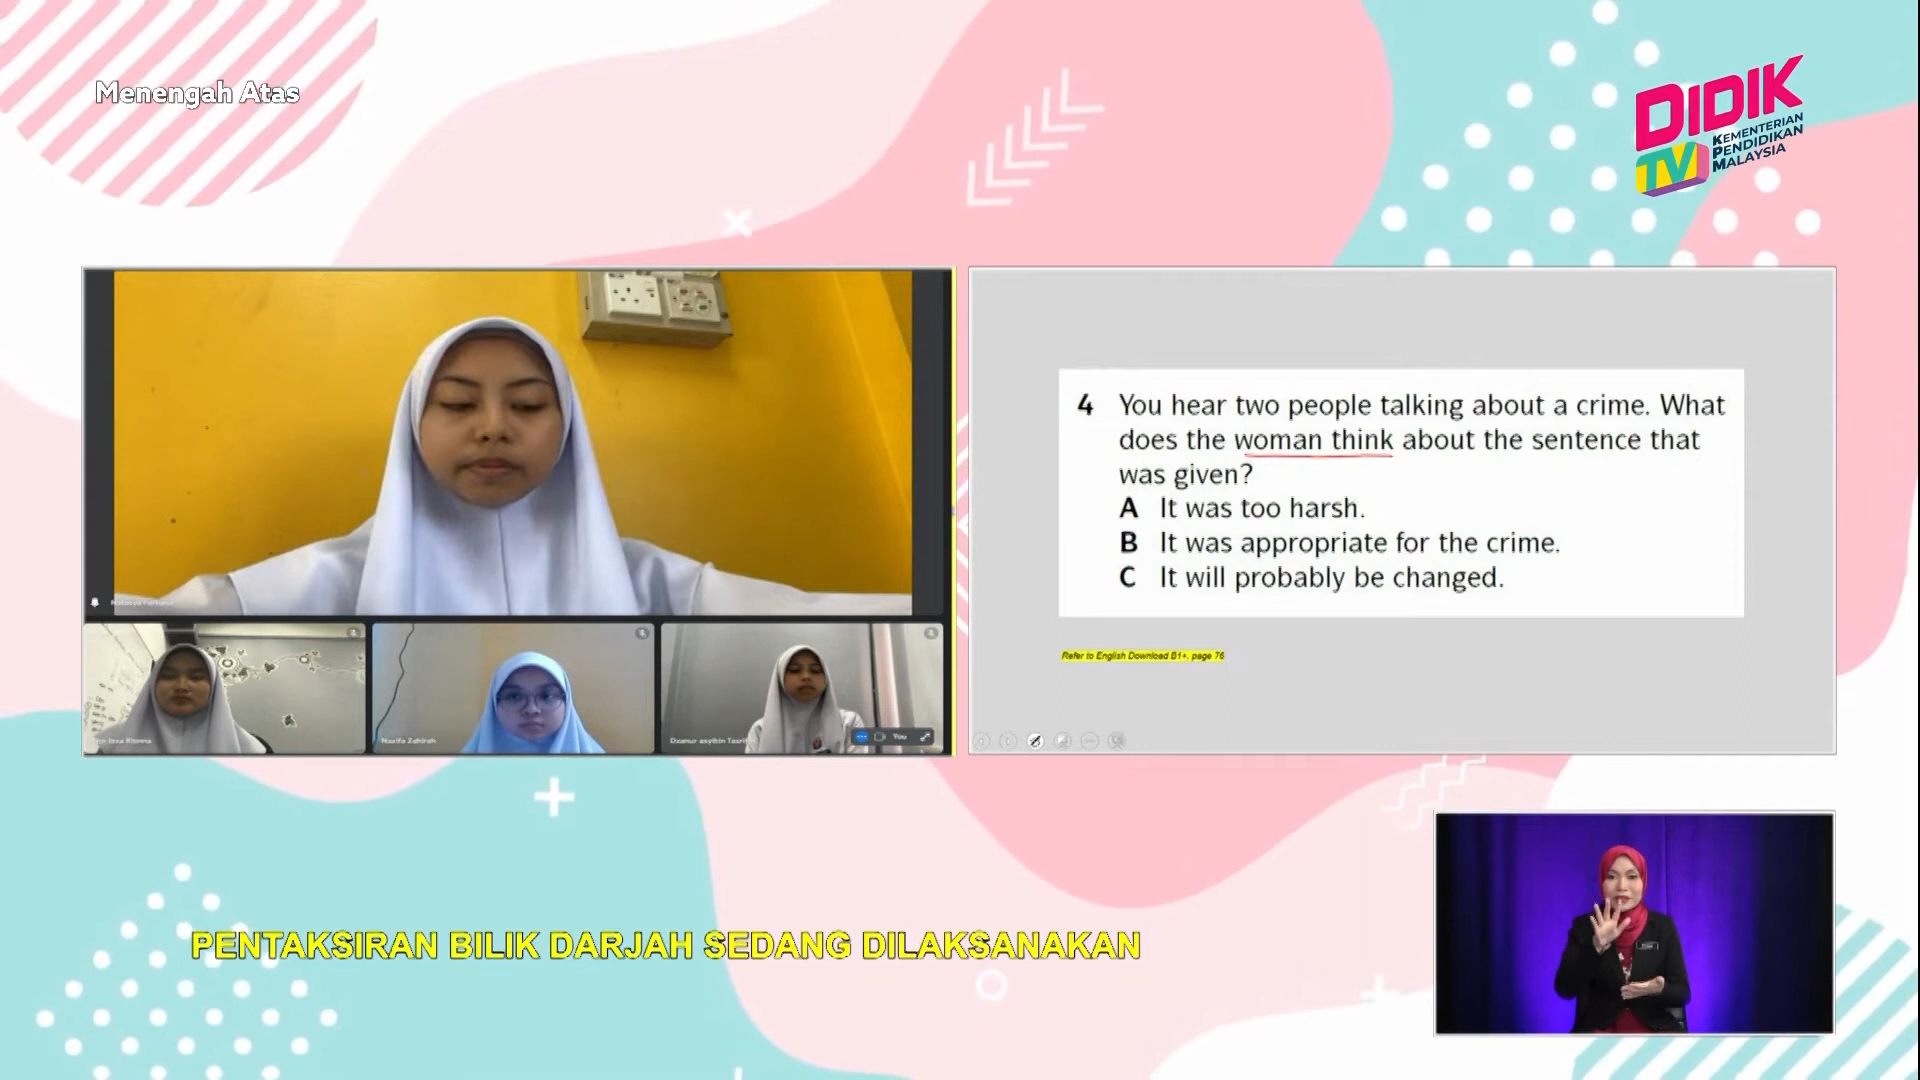 Menengah Atas
DIDIK
TV
KEMENTERIAN
PENDIDIKAN
MALAYSIA
4 You hear two people talking about a crime. What
does the woman think about the sentence that
was given?
A It was too harsh.
B It was appropriate for the crime.
C It will probably be changed.
Refer to English Download B1+, page 76
Nasifa Zahirah
You
PENTAKSIRAN BILIK DARJAH SEDANG DILAKSANAKAN